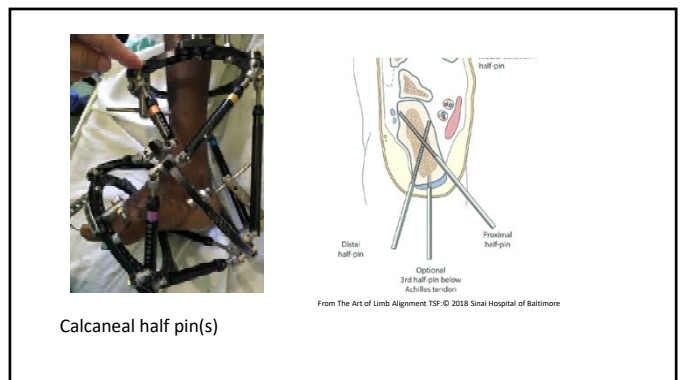 half-pin
Distal
half-pin
Proximal
half-pin
Optional
3rd half-pin below
Achilles tendon
From The Art of Limb Alignment TSF:© 2018 Sinai Hospital of Baltimore
Calcaneal half pin(s)